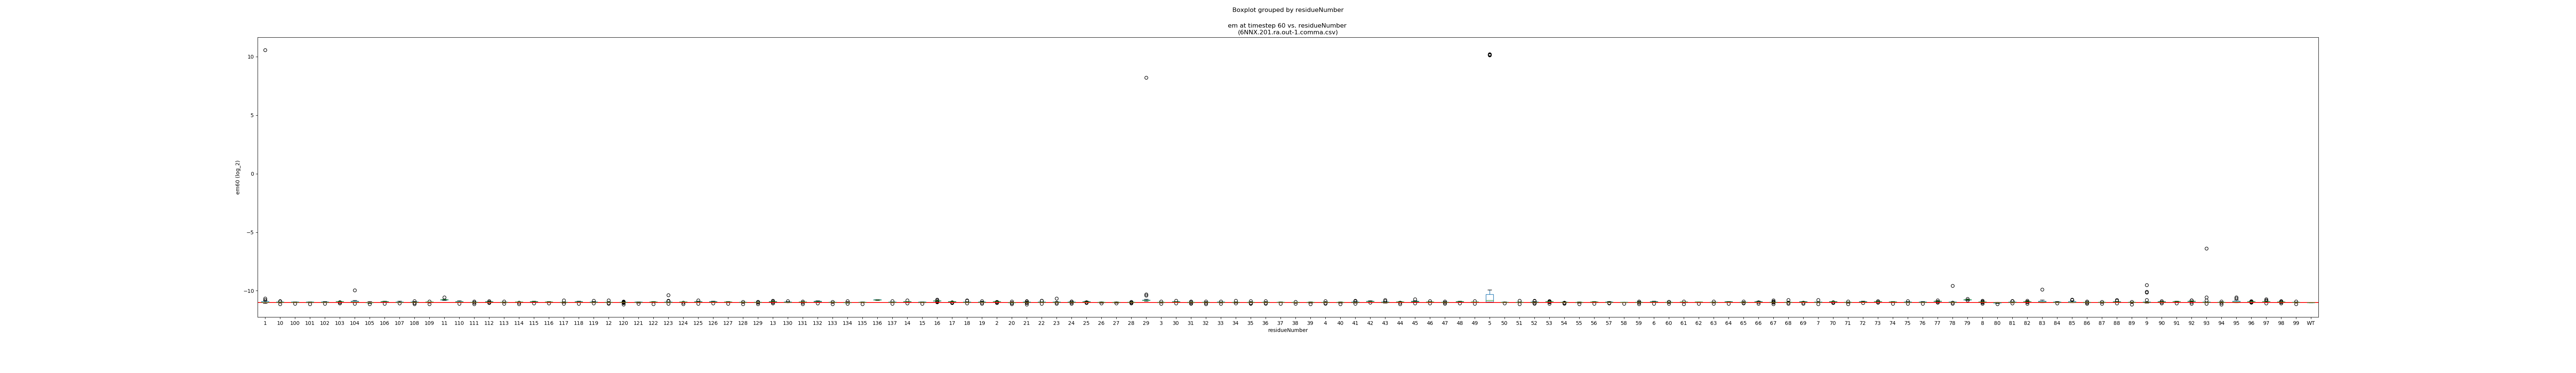 Boxplot grouped by residueNumber
em at timestep 60 vs. residueNumber
(6NNX.201.ra.out-1.comma.csv)
10
5
0
−5
−10
em60 (log_2)
1 10 100 101 102 103 104 105 106 107 108 109 11 110 111 112 113 114 115 116 117 118 119 12 120 121 122 123 124 125 126 127 128 129 13 130 131 132 133 134 135 136 137 14 15 16 17 18 19 2 20 21 22 23 24 25 26 27 28 29 3 30 31 32 33 34 35 36 37 38 39 4 40 41 42 43 44 45 46 47 48 49 5 50 51 52 53 54 55 56 57 58 59 6 60 61 62 63 64 65 66 67 68 69 7 70 71 72 73 74 75 76 77 78 79 8 80 81 82 83 84 85 86 87 88 89 9 90 91 92 93 94 95 96 97 98 99 WT
residueNumber